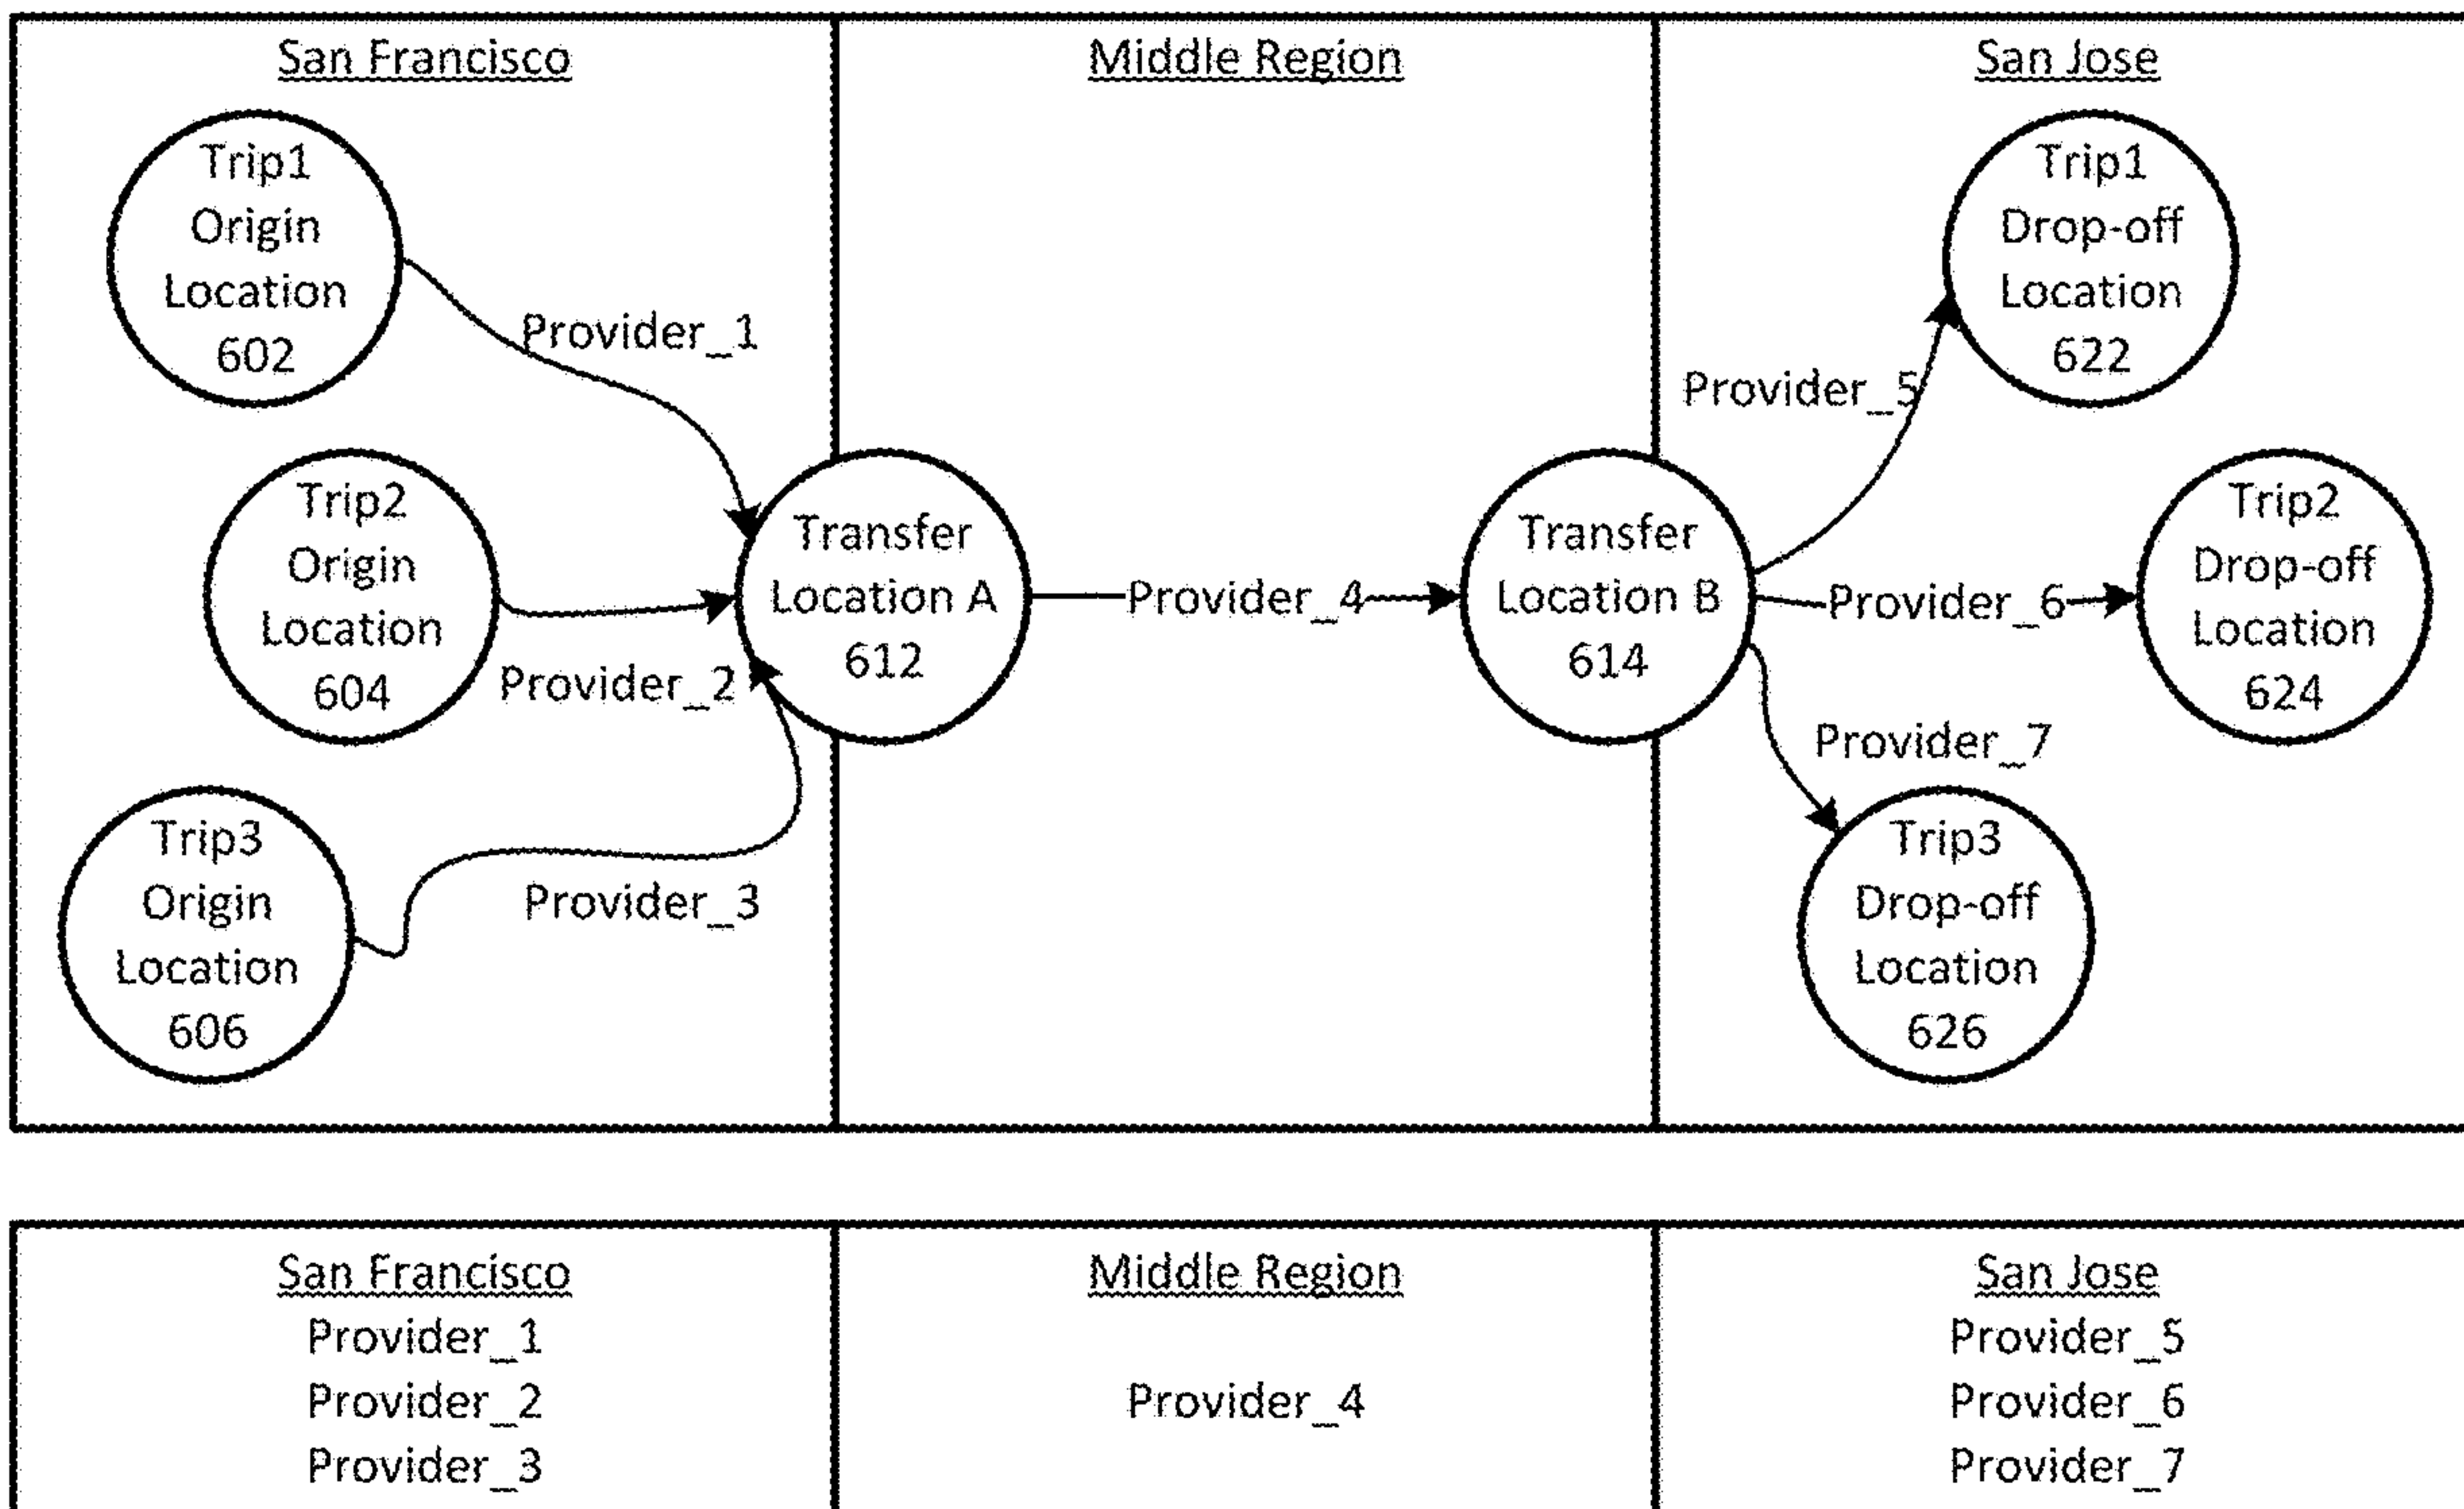 San Francisco
Middle Region
San Jose
Trip1
Origin
Location
602
Provider_1
Trip1
Drop-off
Location
622
Provider_5
Trip2
Origin
Location
604
Provider_2
Transfer
Location A
612
Provider_4
Transfer
Location B
614
Provider_6
Trip2
Drop-off
Location
624
Trip3
Origin
Location
606
Provider_3
Provider_7
Trip3
Drop-off
Location
626
San Francisco
Provider_1
Provider_2
Provider_3
Middle Region
Provider_4
San Jose
Provider_5
Provider_6
Provider_7